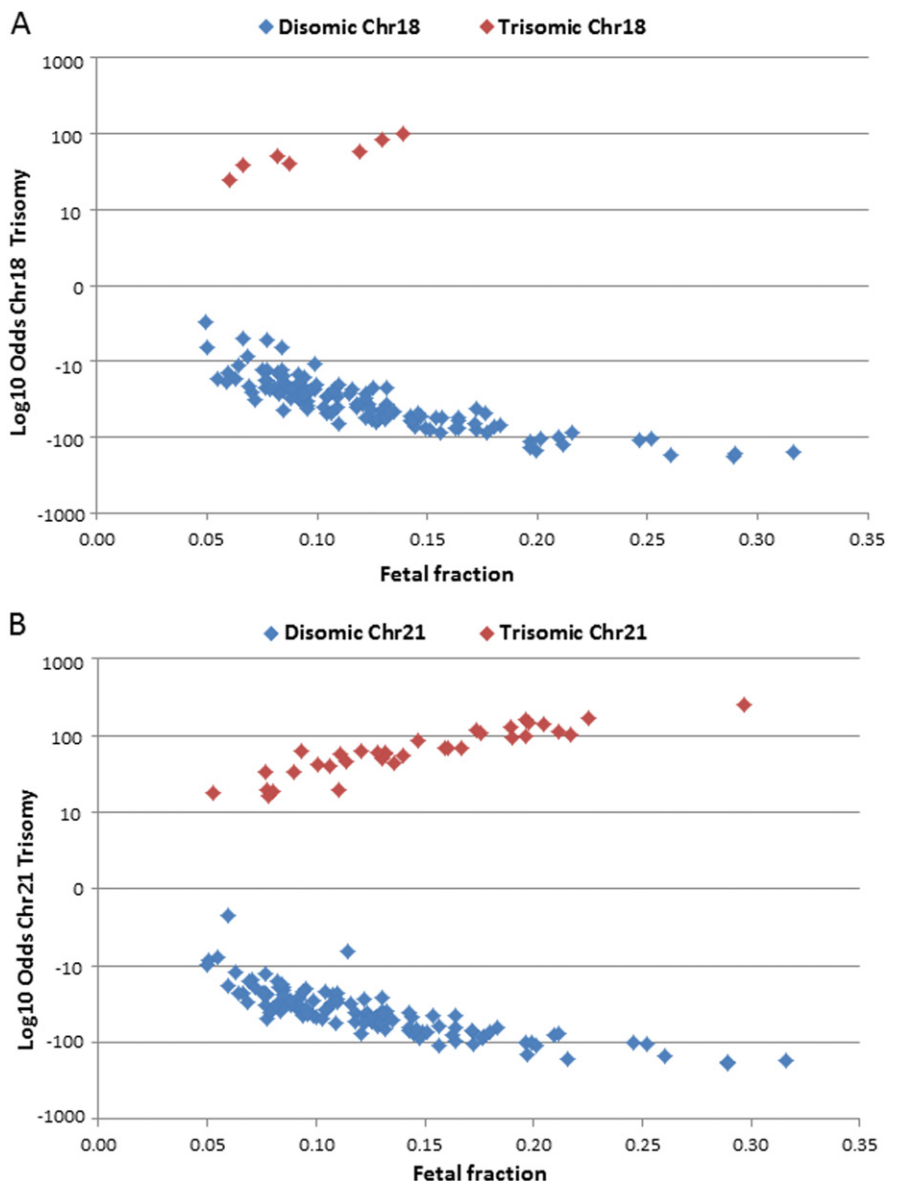 A
Disomic Chr18 Trisomic Chr18
1000
100
10
0
-10
-100
-1000
Log10 Odds Chr18 Trisomy
0.00 0.05 0.10 0.15 0.20 0.25 0.30 0.35
Fetal fraction
B
Disomic Chr21 Trisomic Chr21
1000
100
10
0
-10
-100
-1000
Log10 Odds Chr21 Trisomy
0.00 0.05 0.10 0.15 0.20 0.25 0.30 0.35
Fetal fraction